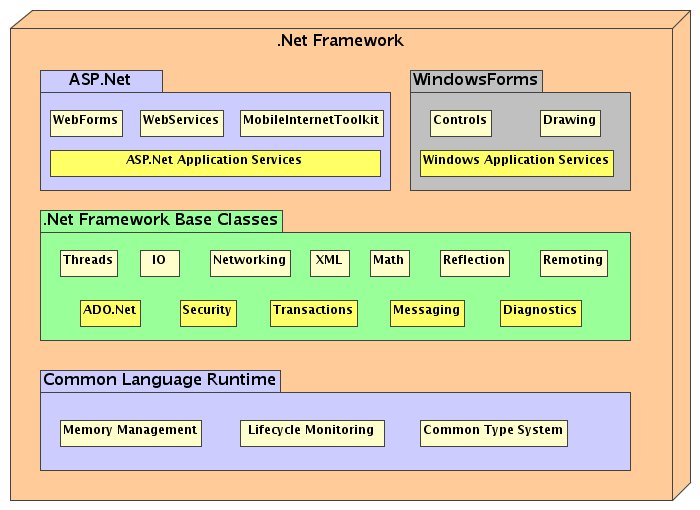 .Net Framework
ASP.Net
WebForms
WebServices
MobileInternetToolkit
ASP.Net Application Services
WindowsForms
Controls
Drawing
Windows Application Services
.Net Framework Base Classes
Threads
IO
Networking
XML
Math
Reflection
Remoting
ADO.Net
Security
Transactions
Messaging
Diagnostics
Common Language Runtime
Memory Management
Lifecycle Monitoring
Common Type System